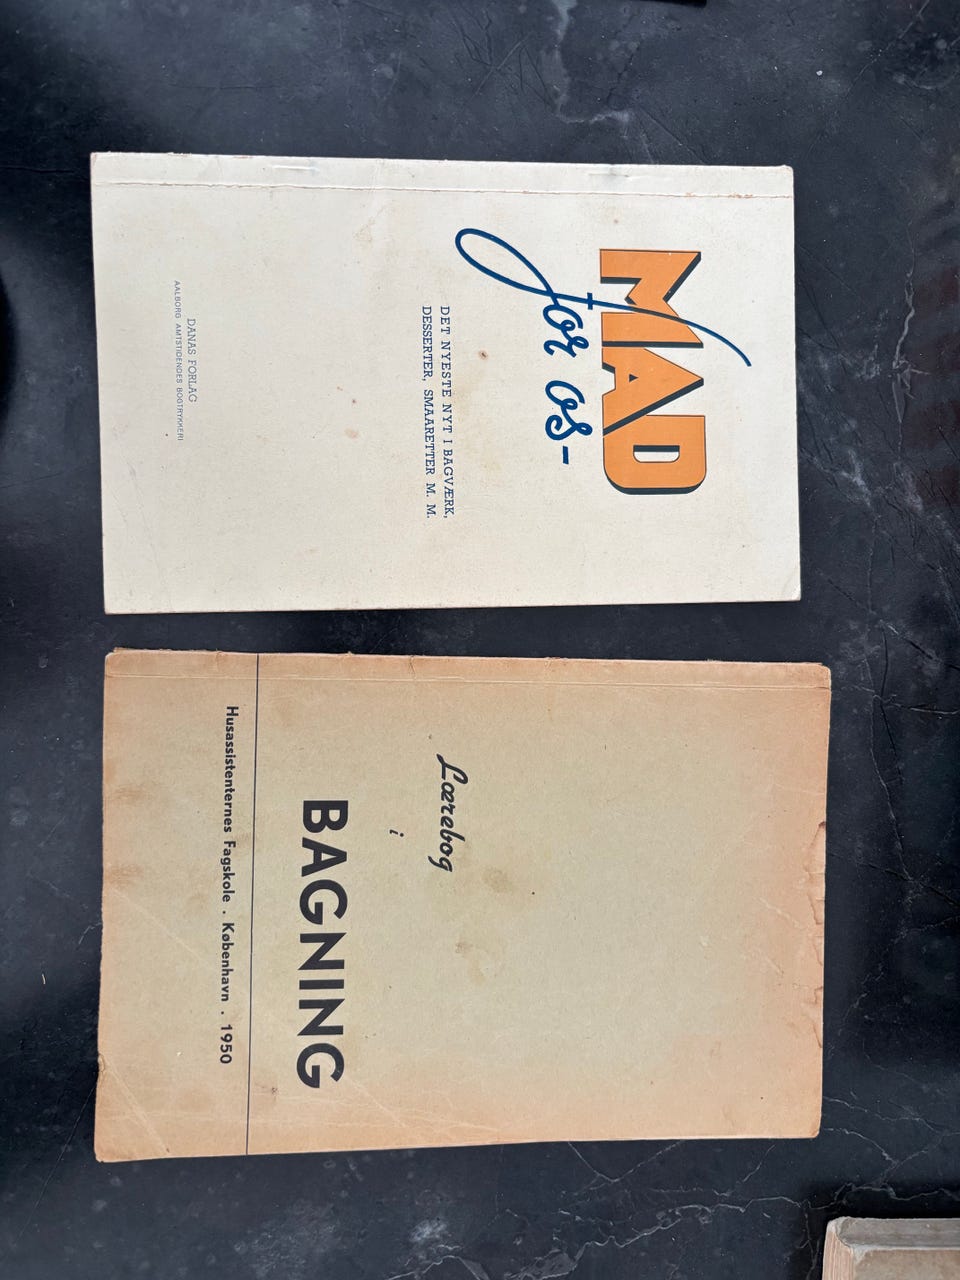 MAD
for os-
DET NYESTE NYT I BAGVÆRK,
DESSERTER, SMAARETTER M. M.
DANAS FORLAG
AALBORG AMTSTIDENDES BOGTRYKKERI
Lærebog
i
BAGNING
Husassistenternes Fagskole . København . 1950